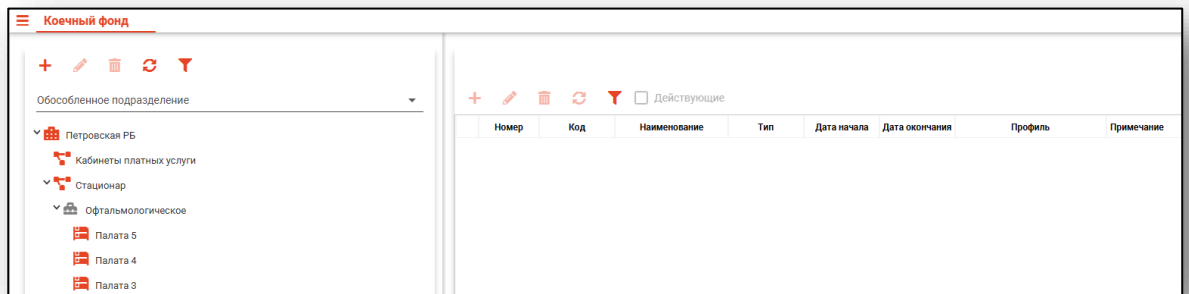 Коечный фонд
Обособленное подразделение
Петровская РБ
Кабинеты платных услуги
Стационар
Офтальмологическое
Палата 5
Палата 4
Палата 3
Действующие
Номер Код Наименование Тип Дата начала Дата окончания Профиль Примечание